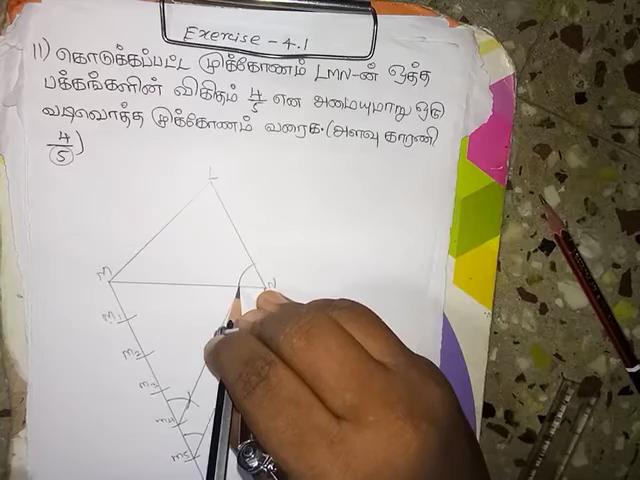 Exercise - 4.1
11) கொடுக்கப்பட்ட முக்கோணம் LMN-ன் ஒத்த
பக்கங்களின் விகிதம் 4/5 என அமையுமாறு ஒரு
வடிவொத்த முக்கோணம் வரைக. (அளவு காரணி
4/5)
L
M
N
M1
M2
M3
M4
M5